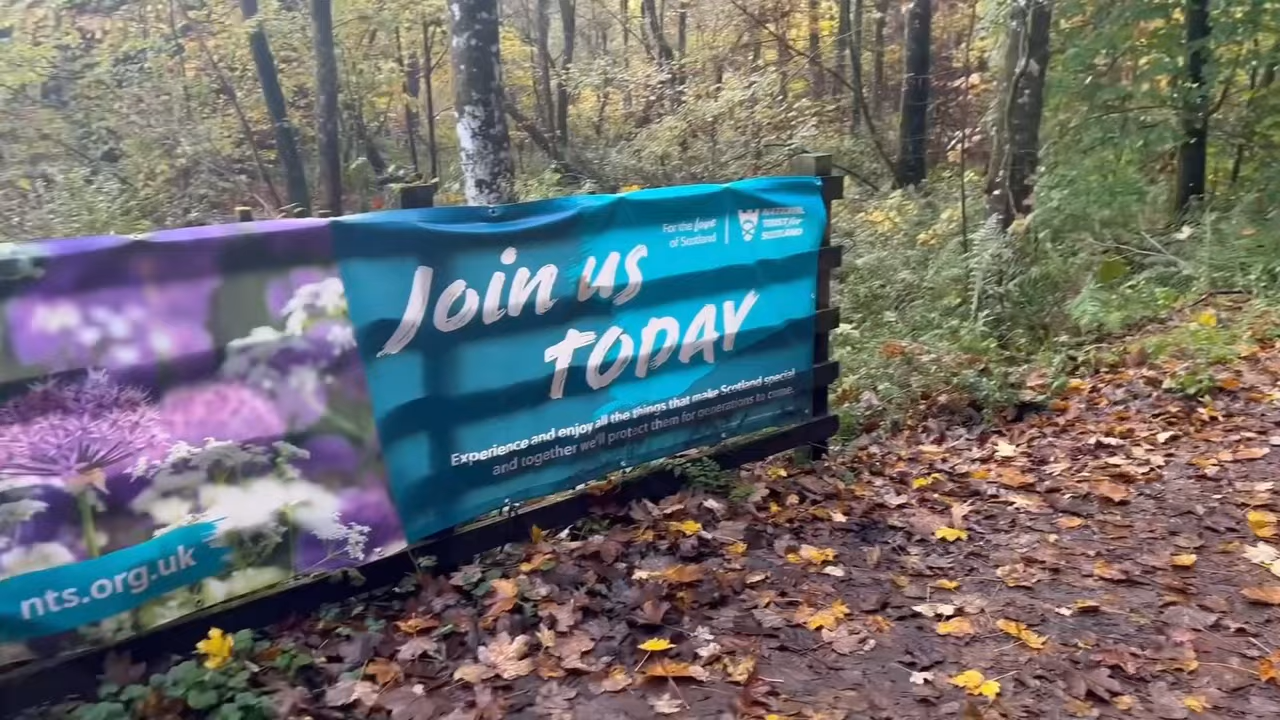 For the love
of Scotland
NATIONAL
TRUST for
SCOTLAND
Join us
TODAY
Experience and enjoy all the things that make Scotland special
and together we'll protect them for generations to come.
nts.org.uk